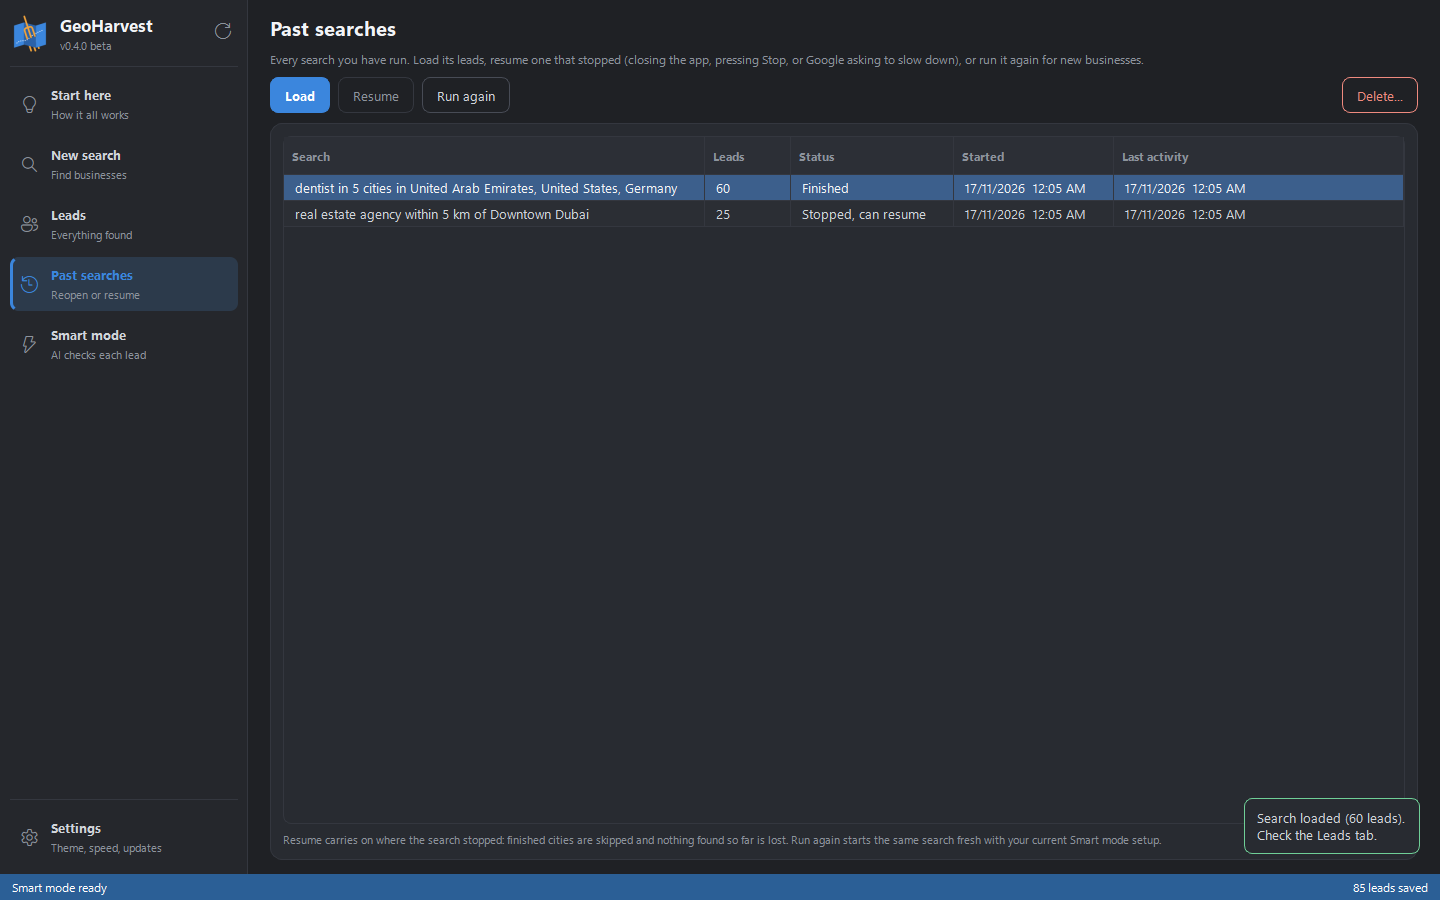 GeoHarvest
v0.4.0 beta
Start here
How it all works
New search
Find businesses
Leads
Everything found
Past searches
Reopen or resume
Smart mode
AI checks each lead
Settings
Theme, speed, updates
Past searches
Every search you have run. Load its leads, resume one that stopped (closing the app, pressing Stop, or Google asking to slow down), or run it again for new businesses.
Load Resume Run again Delete...
Search Leads Status Started Last activity
dentist in 5 cities in United Arab Emirates, United States, Germany 60 Finished 17/11/2026 12:05 AM 17/11/2026 12:05 AM
real estate agency within 5 km of Downtown Dubai 25 Stopped, can resume 17/11/2026 12:05 AM 17/11/2026 12:05 AM
Resume carries on where the search stopped: finished cities are skipped and nothing found so far is lost. Run again starts the same search fresh with your current Smart mode setup.
Search loaded (60 leads).
Check the Leads tab.
Smart mode ready 85 leads saved